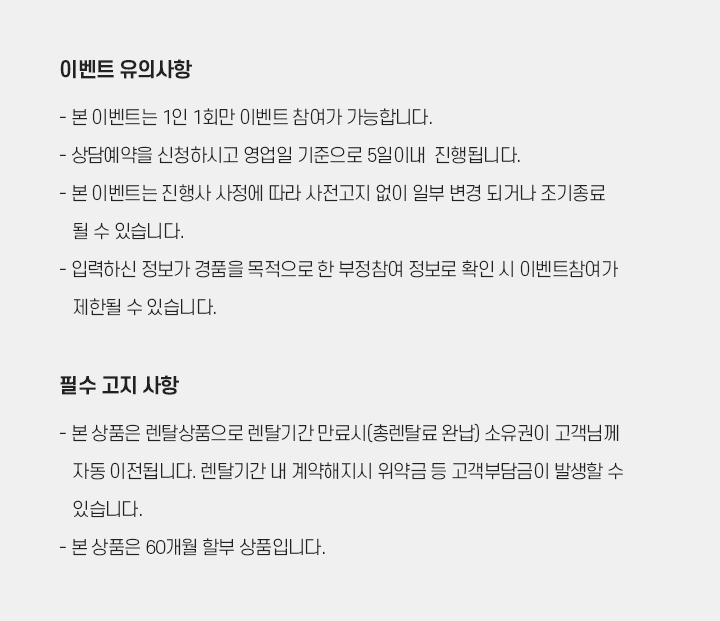 이벤트 유의사항
- 본 이벤트는 1인 1회만 이벤트 참여가 가능합니다.
- 상담예약을 신청하시고 영업일 기준으로 5일이내 진행됩니다.
- 본 이벤트는 진행사 사정에 따라 사전고지 없이 일부 변경 되거나 조기종료
될 수 있습니다.
- 입력하신 정보가 경품을 목적으로 한 부정참여 정보로 확인 시 이벤트참여가
제한될 수 있습니다.
필수 고지 사항
- 본 상품은 렌탈상품으로 렌탈기간 만료시(총렌탈료 완납) 소유권이 고객님께
자동 이전됩니다. 렌탈기간 내 계약해지시 위약금 등 고객부담금이 발생할 수
있습니다.
- 본 상품은 60개월 할부 상품입니다.